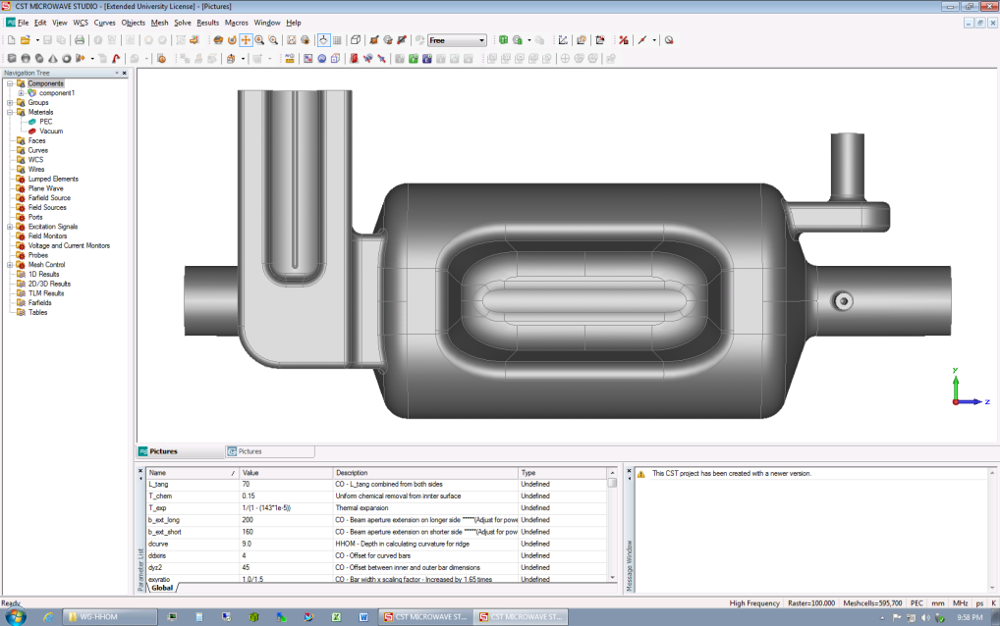 CST MICROWAVE STUDIO - [Extended University License] - [Pictures]
File Edit View WCS Curves Objects Mesh Solve Results Macros Window Help
Free
Navigation Tree
Components
component1
Groups
Materials
PEC
Vacuum
Faces
Curves
WCS
Wires
Lumped Elements
Plane Wave
Farfield Source
Field Sources
Ports
Excitation Signals
Field Monitors
Voltage and Current Monitors
Probes
Mesh Control
1D Results
2D/3D Results
TLM Results
Farfields
Tables
y
z
Pictures Pictures
Name / Value Description Type
L_tang 70 CO - L_tang combined from both sides Undefined
T_chem 0.15 Uniform chemical removal from innter surface Undefined
T_exp 1/(1 - (143*1e-5)) Thermal expansion Undefined
b_ext_long 200 CO - Beam aperture extension on longer side *****(Adjust for pow Undefined
b_ext_short 160 CO - Beam aperture extension on shorter side *****(Adjust for pow Undefined
dcurve 9.0 HHOM - Depth in calculating curvature for ridge Undefined
ddxiris 4 CO - Offset for curved bars Undefined
dyz2 45 CO - Offset between inner and outer bar dimensions Undefined
exyratio 1.0/1.5 CO - Bar width x scaling factor - Increased by 1.65 times Undefined
Global
Parameter List
This CST project has been created with a newer version.
Message Window
Ready
High Frequency Raster=100.000 Meshcells=595,700 PEC mm MHz ps K
WG-HHOM
CST MICROWAVE ST...
CST MICROWAVE ST...
9:58 PM